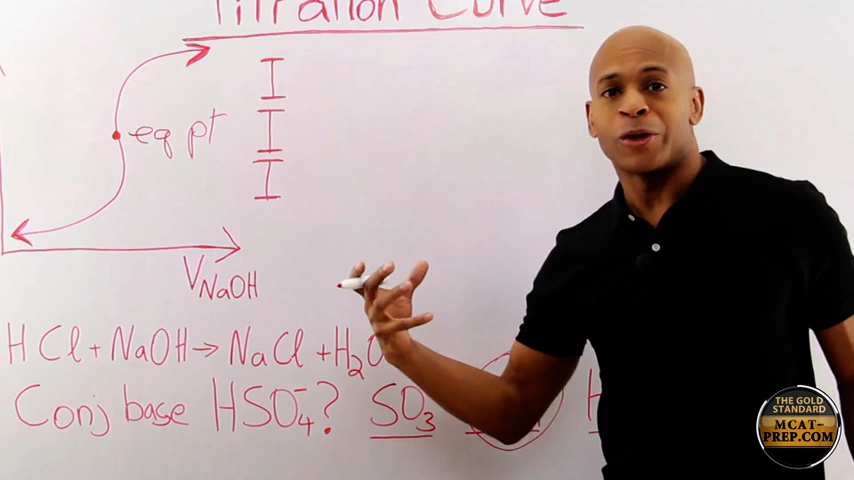 Titration Curve
I
I
I
eq pt
V NaOH
HCl + NaOH → NaCl + H₂O
Conj base HSO₄⁻? SO₃ H
THE GOLD
STANDARD
MCAT-
PREP.COM